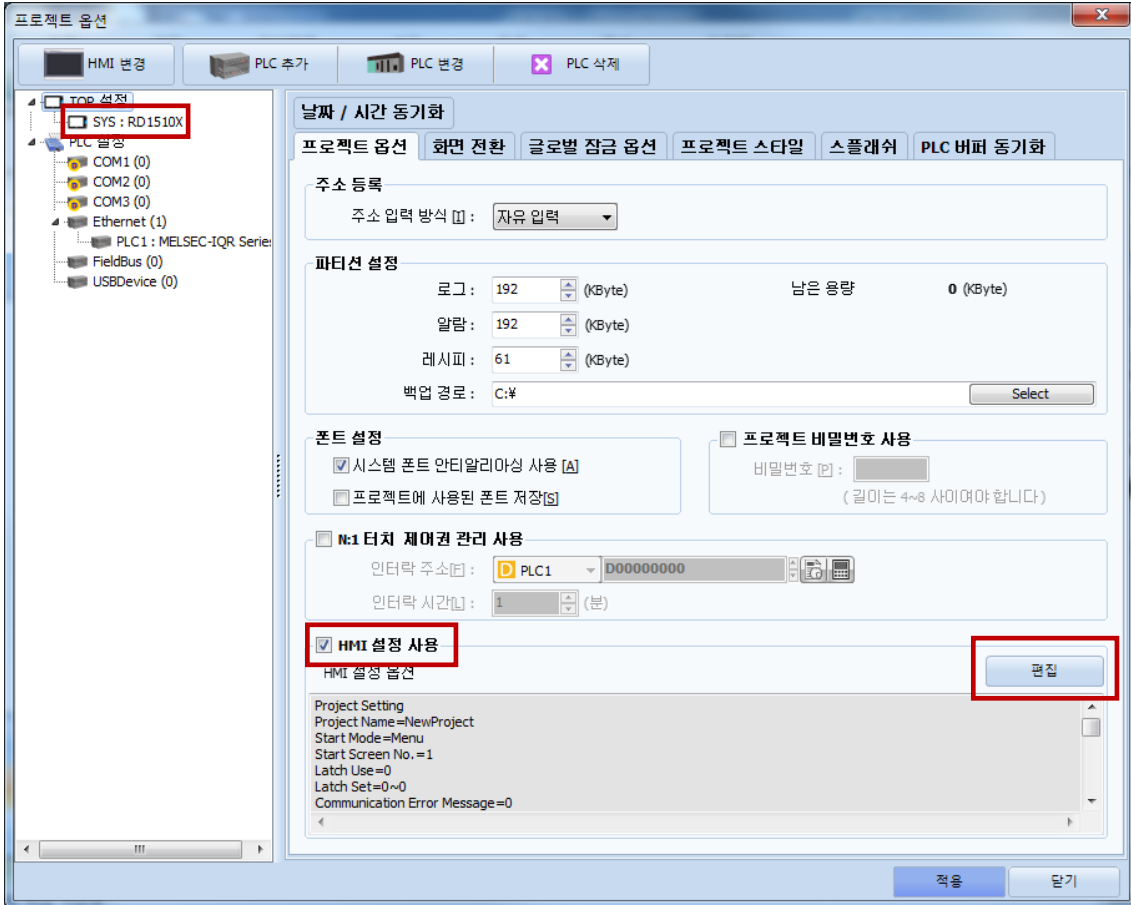 프로젝트 옵션
HMI 변경 PLC 추가 PLC 변경 PLC 삭제
TOP 설정
SYS : RD1510X
PLC 설정
COM1 (0)
COM2 (0)
COM3 (0)
Ethernet (1)
PLC1 : MELSEC-IQR Serie
FieldBus (0)
USBDevice (0)
날짜 / 시간 동기화
프로젝트 옵션 화면 전환 글로벌 잠금 옵션 프로젝트 스타일 스플래쉬 PLC 버퍼 동기화
주소 등록
주소 입력 방식 [I] : 자유 입력
파티션 설정
로그 : 192 (KByte) 남은 용량 0 (KByte)
알람 : 192 (KByte)
레시피 : 61 (KByte)
백업 경로 : C:￥ Select
폰트 설정
시스템 폰트 안티알리아싱 사용 [A]
프로젝트에 사용된 폰트 저장[S]
프로젝트 비밀번호 사용
비밀번호 [P] :
( 길이는 4~8 사이여야 합니다 )
N:1 터치 제어권 관리 사용
인터락 주소[F] : D PLC1 D00000000
인터락 시간[L] : 1 (분)
HMI 설정 사용
HMI 설정 옵션 편집
Project Setting
Project Name=NewProject
Start Mode=Menu
Start Screen No.=1
Latch Use=0
Latch Set=0~0
Communication Error Message=0
적용 닫기